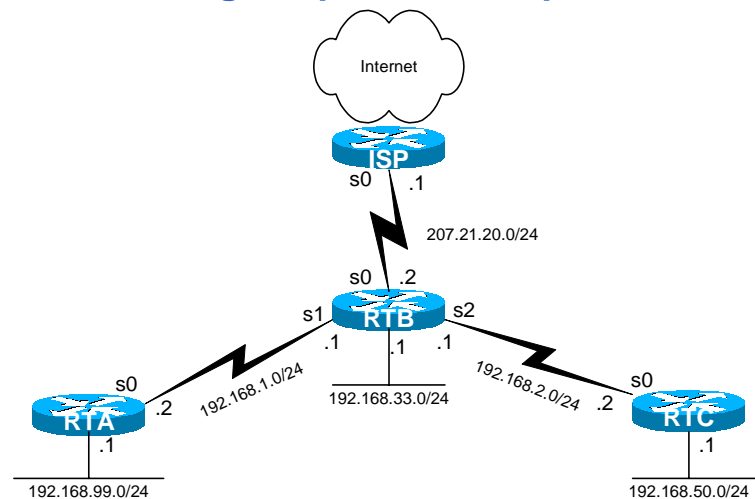 Internet
ISP
s0 .1
207.21.20.0/24
s0 .2
s1 RTB s2
.1 .1 .1
192.168.1.0/24
192.168.33.0/24
192.168.2.0/24
s0 .2
RTA
.1
192.168.99.0/24
s0
.2 RTC
.1
192.168.50.0/24